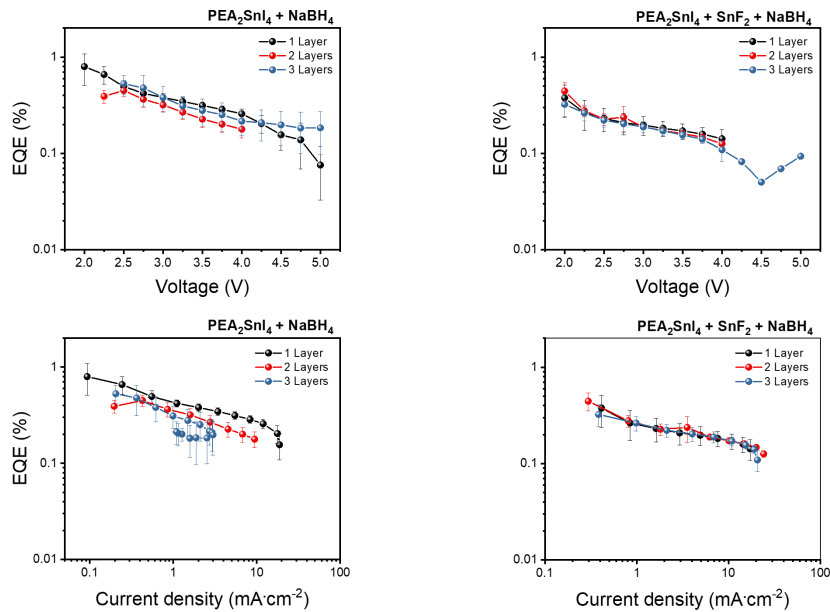 PEA₂SnI₄ + NaBH₄
1 Layer
2 Layers
3 Layers
EQE (%)
1
0.1
0.01
2.0 2.5 3.0 3.5 4.0 4.5 5.0
Voltage (V)
PEA₂SnI₄ + SnF₂ + NaBH₄
1 Layer
2 Layers
3 Layers
EQE (%)
1
0.1
0.01
2.0 2.5 3.0 3.5 4.0 4.5 5.0
Voltage (V)
PEA₂SnI₄ + NaBH₄
1 Layer
2 Layers
3 Layers
EQE (%)
1
0.1
0.01
0.1 1 10 100
Current density (mA·cm⁻²)
PEA₂SnI₄ + SnF₂ + NaBH₄
1 Layer
2 Layers
3 Layers
EQE (%)
1
0.1
0.01
0.1 1 10 100
Current density (mA·cm⁻²)